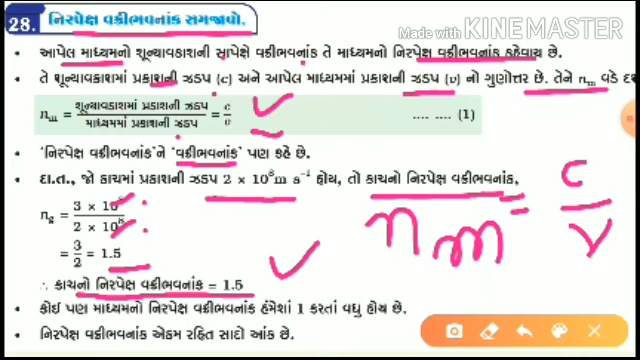 Made with KINEMASTER
28. નિરપેક્ષ વક્રીભવનાંક સમજાવો.
• આપેલ માધ્યમનો શૂન્યાવકાશની સાપેક્ષે વક્રીભવનાંક તે માધ્યમનો નિરપેક્ષ વક્રીભવનાંક કહેવાય છે.
• તે શૂન્યાવકાશમાં પ્રકાશની ઝડપ (c) અને આપેલ માધ્યમમાં પ્રકાશની ઝડપ (v) નો ગુણોત્તર છે. તેને nm વડે
nm = શૂન્યાવકાશમાં પ્રકાશની ઝડપ / માધ્યમમાં પ્રકાશની ઝડપ = c/v .... .... (1)
• 'નિરપેક્ષ વક્રીભવનાંક'ને 'વક્રીભવનાંક' પણ કહે છે.
• દા.ત., જો કાચમાં પ્રકાશની ઝડપ 2 × 10⁸m s⁻¹ હોય, તો કાચનો નિરપેક્ષ વક્રીભવનાંક,
ng = 3 × 10⁸ / 2 × 10⁸
= 3/2 = 1.5
nm = c/v
∴ કાચનો નિરપેક્ષ વક્રીભવનાંક = 1.5
• કોઈ પણ માધ્યમનો નિરપેક્ષ વક્રીભવનાંક હંમેશાં 1 કરતાં વધુ હોય છે.
• નિરપેક્ષ વક્રીભવનાંક એકમ રહિત સાદો આંક છે.